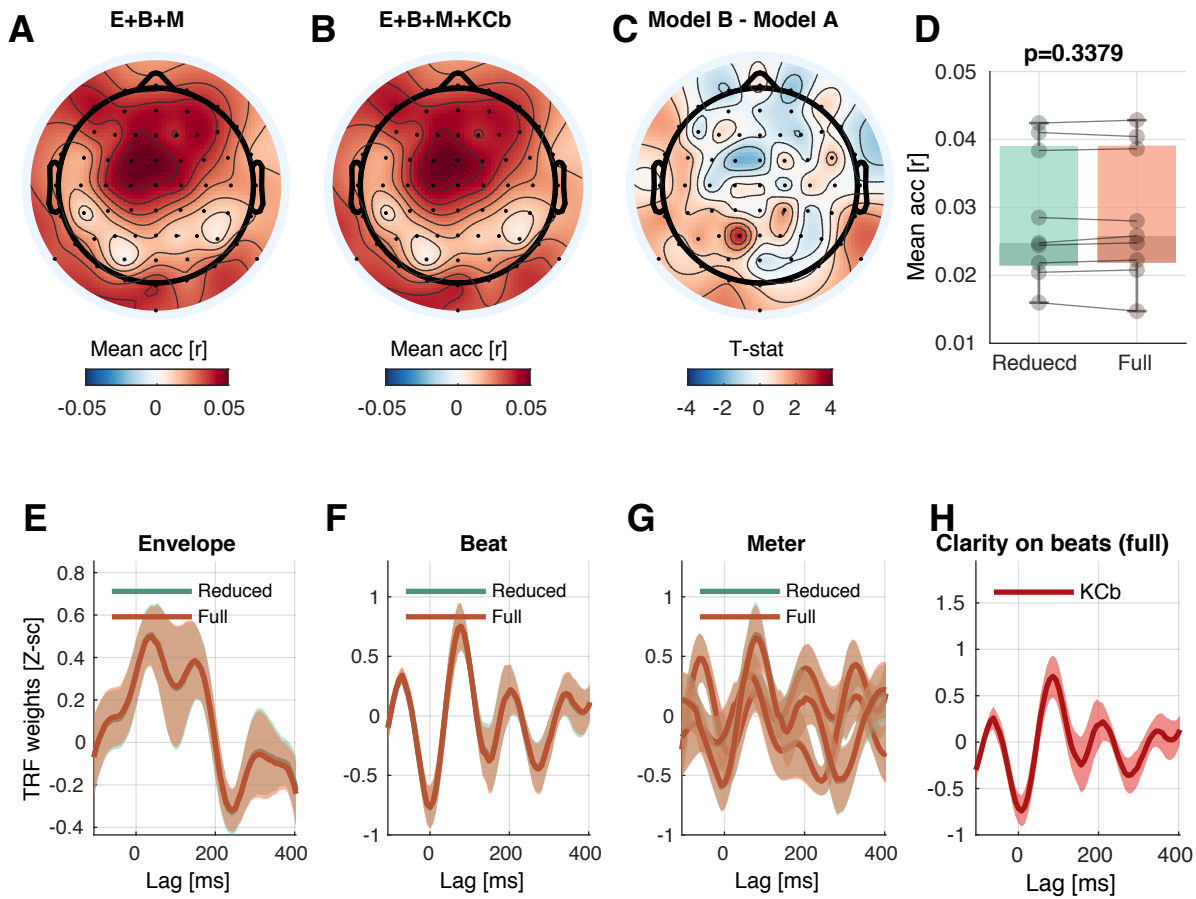 A
E+B+M
B
E+B+M+KCb
C
Model B - Model A
D
p=0.3379
Mean acc [r]
0.05
0.04
0.03
0.02
0.01
Reduecd
Full
Mean acc [r]
-0.05
0
0.05
Mean acc [r]
-0.05
0
0.05
T-stat
-4
-2
0
2
4
E
Envelope
Reduced
Full
TRF weights [Z-sc]
0.8
0.6
0.4
0.2
0
-0.2
-0.4
0
200
400
Lag [ms]
F
Beat
Reduced
Full
1
0.5
0
-0.5
-1
0
200
400
Lag [ms]
G
Meter
Reduced
Full
1
0.5
0
-0.5
-1
0
200
400
Lag [ms]
H
Clarity on beats (full)
KCb
1.5
1
0.5
0
-0.5
-1
0
200
400
Lag [ms]